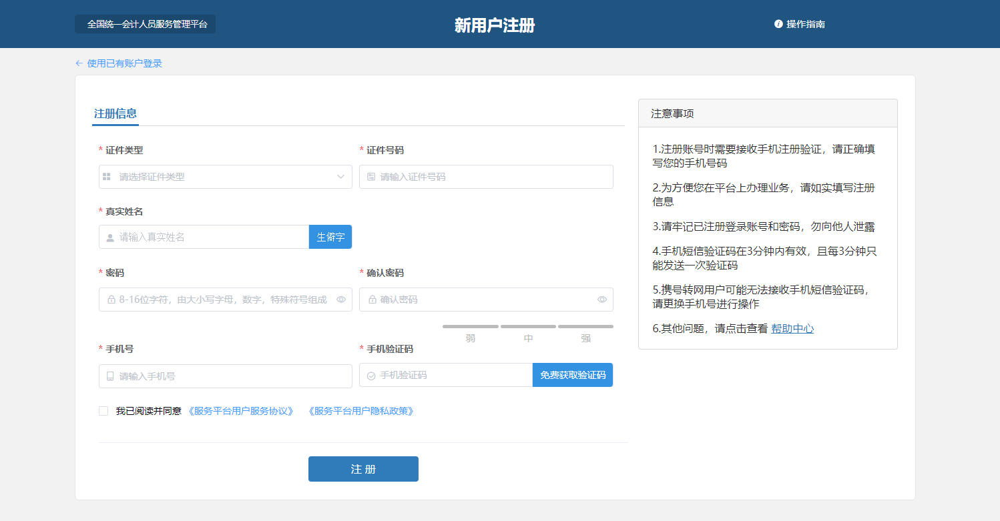 全国统一会计人员服务管理平台
新用户注册
操作指南
使用已有账户登录
注册信息
* 证件类型
* 证件号码
请选择证件类型
请输入证件号码
* 真实姓名
请输入真实姓名
生僻字
* 密码
* 确认密码
8-16位字符，由大小写字母，数字，特殊符号组成
确认密码
弱
中
强
* 手机号
* 手机验证码
请输入手机号
手机验证码
免费获取验证码
我已阅读并同意 《服务平台用户服务协议》 《服务平台用户隐私政策》
注 册
注意事项
1.注册账号时需要接收手机注册验证，请正确填
写您的手机号码
2.为方便您在平台上办理业务，请如实填写注册
信息
3.请牢记已注册登录账号和密码，勿向他人泄露
4.手机短信验证码在3分钟内有效，且每3分钟只
能发送一次验证码
5.携号转网用户可能无法接收手机短信验证码，
请更换手机号进行操作
6.其他问题，请点击查看 帮助中心